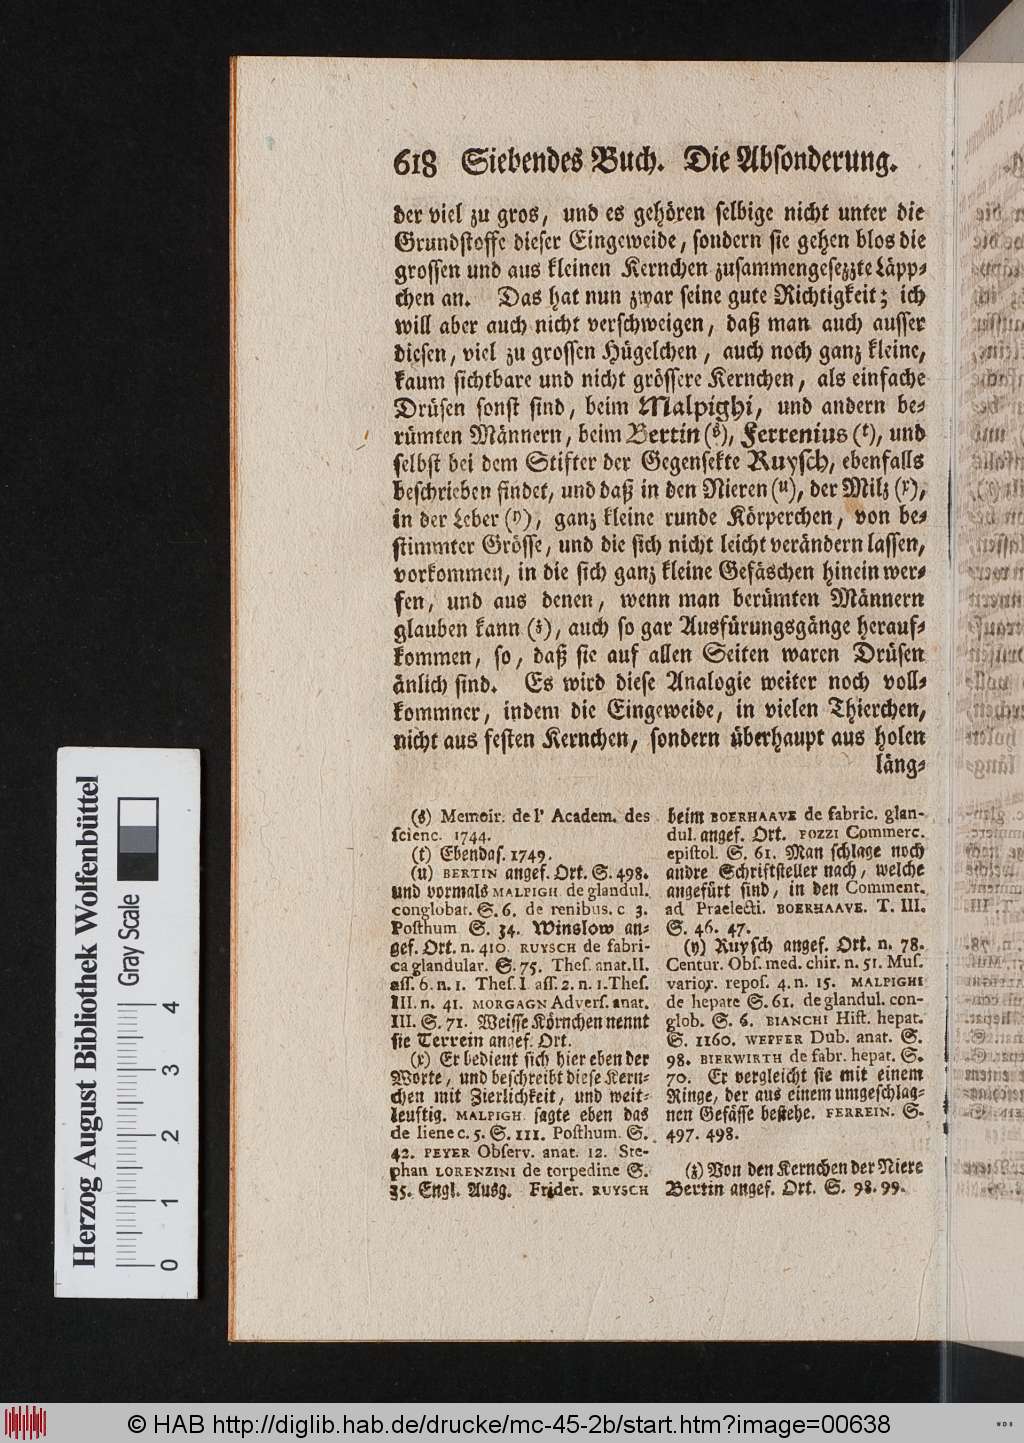 618 Siebendes Buch. Die Absonderung.
der viel zu gros, und es gehören selbige nicht unter die
Grundstoffe dieser Eingeweide, sondern sie gehen blos die
grossen und aus kleinen Kernchen zusammengesezzte Läpp-
chen an. Das hat nun zwar seine gute Richtigkeit; ich
will aber auch nicht verschweigen, daß man auch ausser
diesen, viel zu grossen Hügelchen, auch noch ganz kleine,
kaum sichtbare und nicht grössere Kernchen, als einfache
Drüsen sonst sind, beim Malpighi, und andern be-
rümten Männern, beim Bertin (s), Ferrenius (t), und
selbst bei dem Stifter der Gegensekte Ruysch, ebenfalls
beschrieben findet, und daß in den Nieren (u), der Milz (x),
in der Leber (y), ganz kleine runde Körperchen, von be-
stimmter Grösse, und die sich nicht leicht verändern lassen,
vorkommen, in die sich ganz kleine Gefäschen hinein wer-
fen, und aus denen, wenn man berümten Männern
glauben kann (z), auch so gar Ausfürungsgänge herauf-
kommen, so, daß sie auf allen Seiten waren Drüsen
änlich sind. Es wird diese Analogie weiter noch voll-
kommner, indem die Eingeweide, in vielen Thierchen,
nicht aus festen Kernchen, sondern überhaupt aus holen
läng-
(s) Memoir. de l' Academ. des
scienc. 1744.
(t) Ebendas. 1749.
(u) BERTIN angef. Ort. S. 498.
und vormals MALPIGH. de glandul.
conglobat. S. 6. de renibus. c 3.
Posthum S. 34. Winslow an-
gef. Ort. n. 410. RUYSCH de fabri-
ca glandular. S. 75. Thes. anat. II.
ass. 6. n. 1. Thes. I. ass. 2. n. 1. Thes.
III. n. 41. MORGAGN Advers. anat.
III. S. 71. Weisse Körnchen nennt
sie Terrein angef. Ort.
(x) Er bedient sich hier eben der
Worte, und beschreibt diese Kern-
chen mit Zierlichkeit, und weit-
leuftig. MALPIGH. sagte eben das
de liene c. 5. S. 111. Posthum. S.
42. PEYER Observ. anat. 12. Ste-
phan LORENZINI de torpedine S.
35. Engl. Ausg. Frider. RUYSCH
beim BOERHAAVE de fabric. glan-
dul. angef. Ort. POZZI Commerc.
epistol. S. 61. Man schlage noch
andre Schriftsteller nach, welche
angefürt sind, in den Comment.
ad Praelecti. BOERHAAVE. T. III.
S. 46. 47.
(y) Ruysch angef. Ort. n. 78.
Centur. Obs. med. chir. n. 51. Mus.
varior. repos. 4. n. 15. MALPIGHI
de hepate S. 61. de glandul. con-
glob. S. 6. BIANCHI Hist. hepat.
S. 1160. WEPFER Dub. anat. S.
98. BIERWIRTH de fabr. hepat. S.
70. Er vergleicht sie mit einem
Ringe, der aus einem umgeschlag-
nen Gefässe bestehe. FERREIN. S.
497. 498.
(z) Von den Kernchen der Niere
Bertin angef. Ort. S. 98. 99.
Herzog August Bibliothek Wolfenbüttel
Gray Scale
0 1 2 3 4
© HAB http://diglib.hab.de/drucke/mc-45-2b/start.htm?image=00638